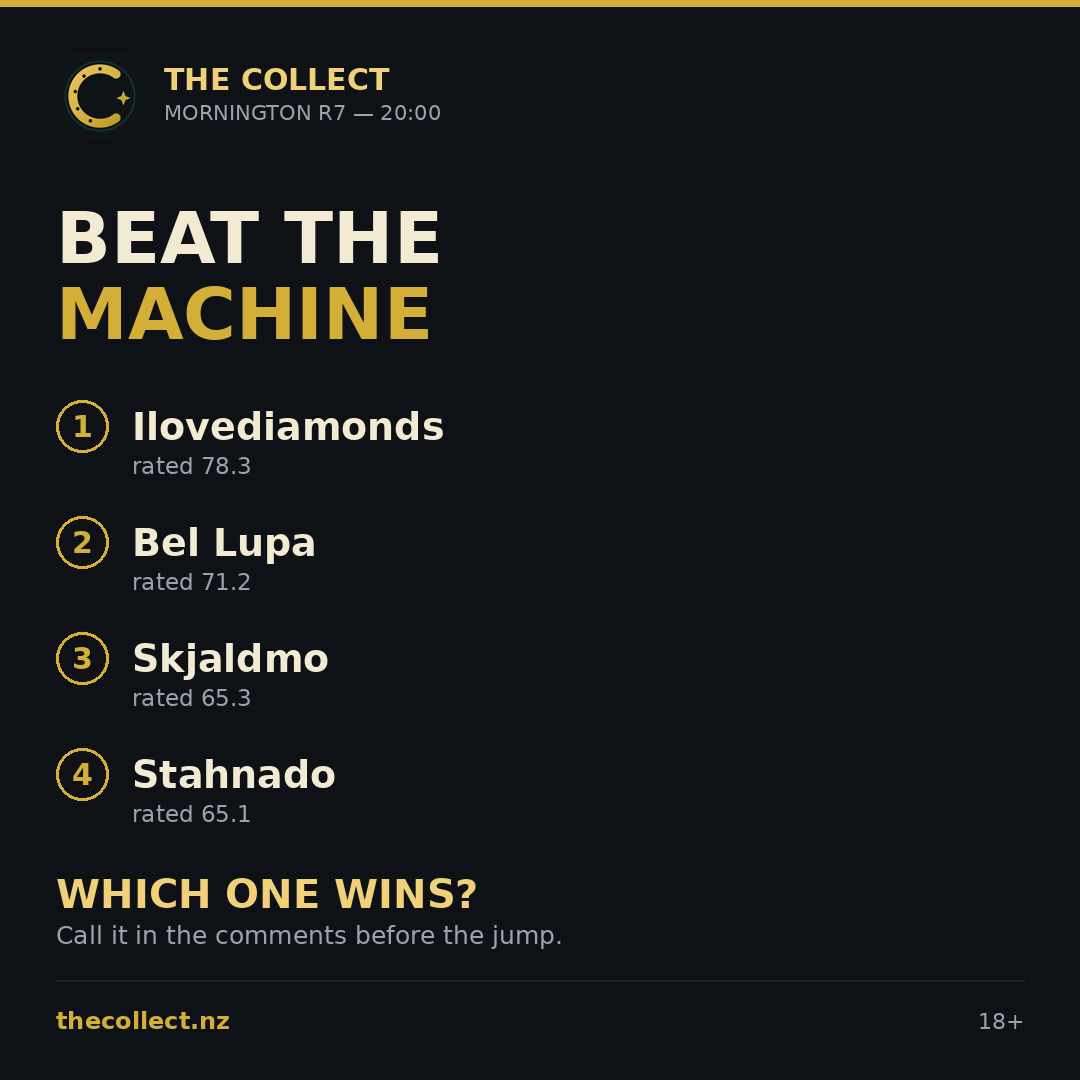 THE COLLECT
MORNINGTON R7 — 20:00
BEAT THE
MACHINE
1 Ilovediamonds
rated 78.3
2 Bel Lupa
rated 71.2
3 Skjaldmo
rated 65.3
4 Stahnado
rated 65.1
WHICH ONE WINS?
Call it in the comments before the jump.
thecollect.nz 18+